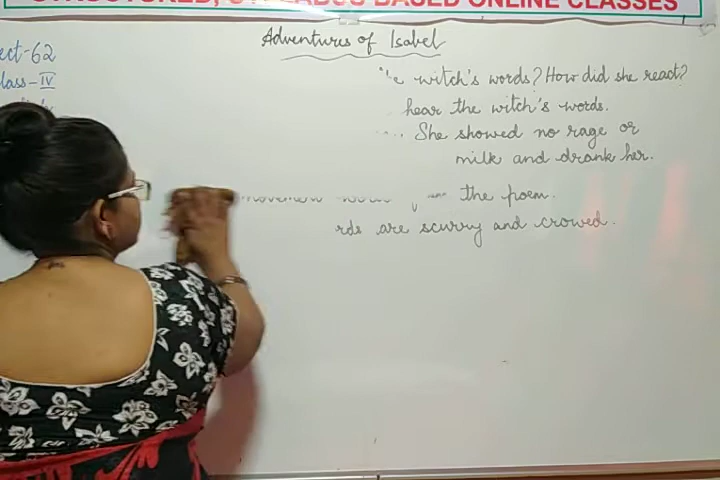 STRUCTURED, SYLLABUS BASED ONLINE CLASSES
Adventures of Isabel
ect-62
lass-IV
witch's words? How did she react?
hear the witch's words.
She showed no rage or
milk and drank her.
the poem.
rds are scurry and crowed.